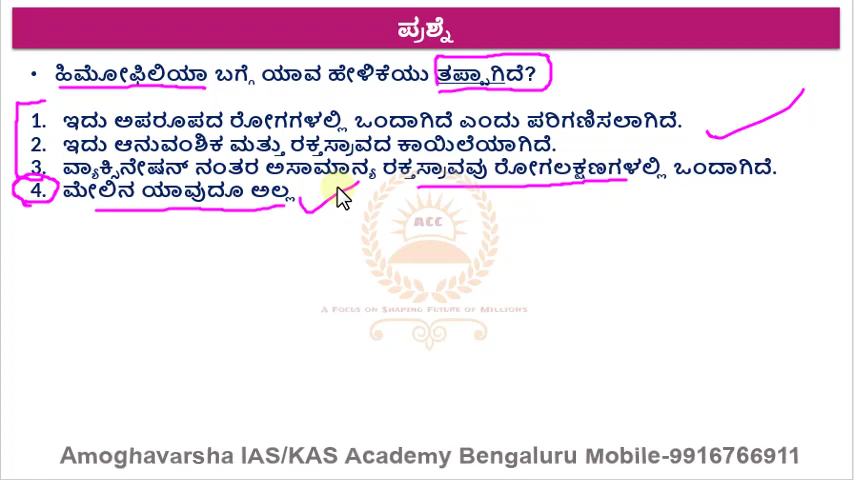 ಪ್ರಶ್ನೆ
• ಹಿಮೋಫಿಲಿಯಾ ಬಗ್ಗೆ ಯಾವ ಹೇಳಿಕೆಯು ತಪ್ಪಾಗಿದೆ?
1. ಇದು ಅಪರೂಪದ ರೋಗಗಳಲ್ಲಿ ಒಂದಾಗಿದೆ ಎಂದು ಪರಿಗಣಿಸಲಾಗಿದೆ.
2. ಇದು ಆನುವಂಶಿಕ ಮತ್ತು ರಕ್ತಸ್ರಾವದ ಕಾಯಿಲೆಯಾಗಿದೆ.
3. ವ್ಯಾಕ್ಸಿನೇಷನ್ ನಂತರ ಅಸಾಮಾನ್ಯ ರಕ್ತಸ್ರಾವವು ರೋಗಲಕ್ಷಣಗಳಲ್ಲಿ ಒಂದಾಗಿದೆ.
4. ಮೇಲಿನ ಯಾವುದೂ ಅಲ್ಲ
ACC
A Focus on Shaping Future of Millions
Amoghavarsha IAS/KAS Academy Bengaluru Mobile-9916766911